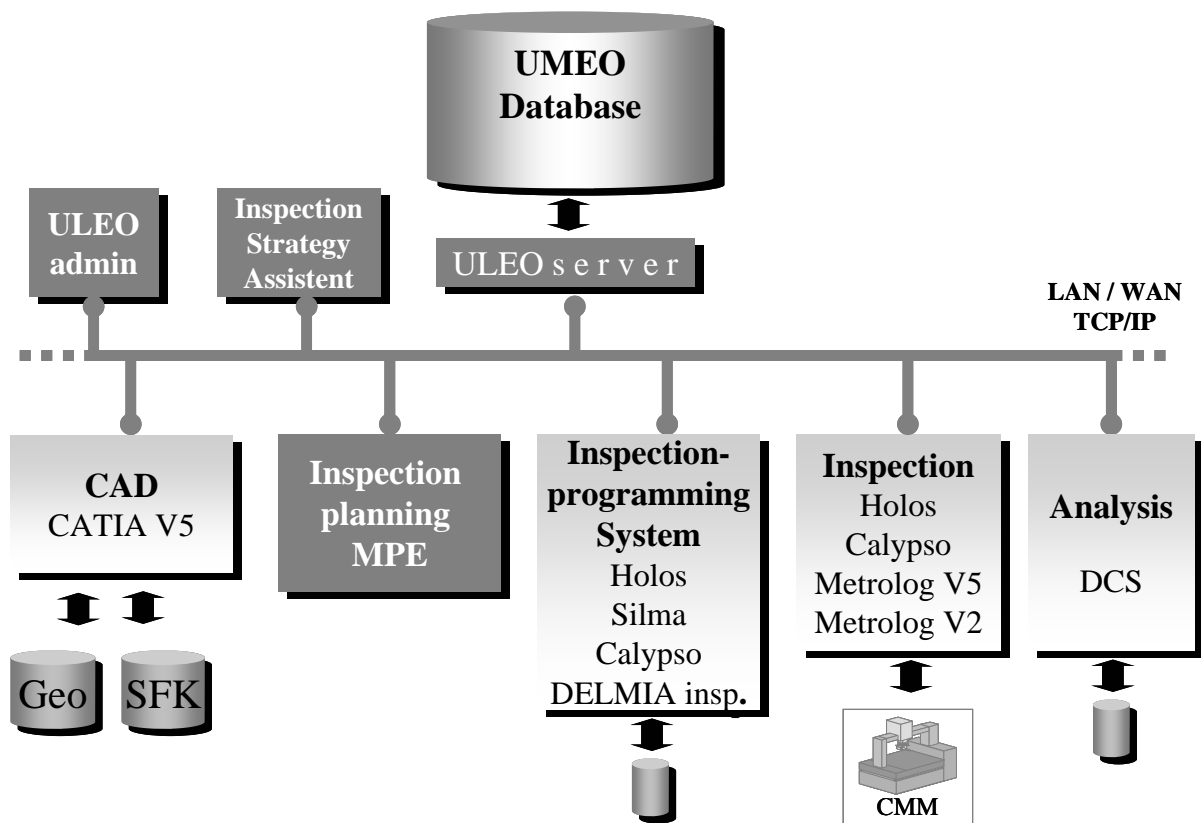 UMEO
Database
ULEO
admin
Inspection
Strategy
Assistent
ULEO s e r v e r
LAN / WAN
TCP/IP
CAD
CATIA V5
Geo
SFK
Inspection
planning
MPE
Inspection-
programming
System
Holos
Silma
Calypso
DELMIA insp.
Inspection
Holos
Calypso
Metrolog V5
Metrolog V2
CMM
Analysis
DCS